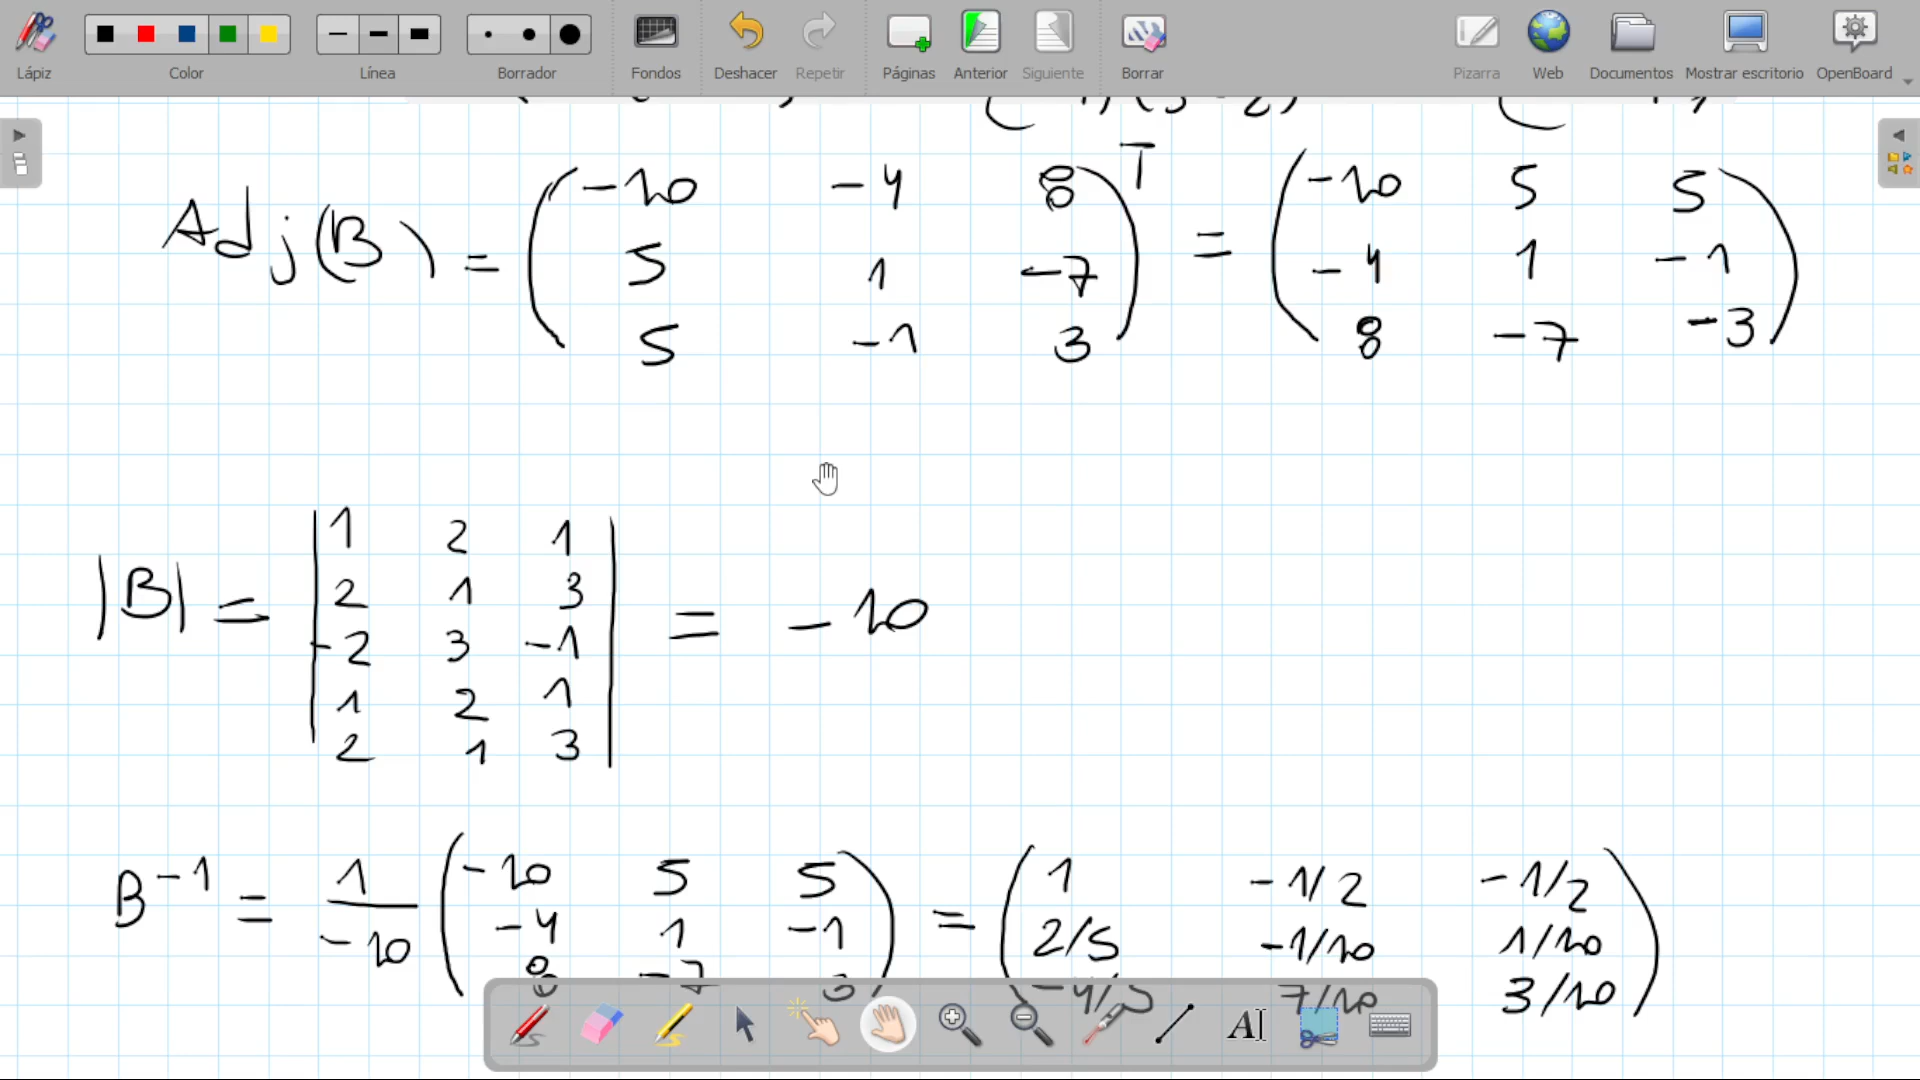 Lápiz Color Línea Borrador Fondos Deshacer Repetir Páginas Anterior Siguiente Borrar Pizarra Web Documentos Mostrar escritorio OpenBoard
-10 -4 8 T -10 5 5
Adj(B) = ( 5 1 -7 ) = ( -4 1 -1 )
5 -1 3 8 -7 -3
1 2 1
2 1 3
|B| = | -2 3 -1 | = -10
1 2 1
2 1 3
B⁻¹ = 1/-10 ( -10 5 5 ) = ( 1 -1/2 -1/2 )
-4 1 -1 2/5 -1/10 1/10
8 -7 -4/5 7/10 3/10